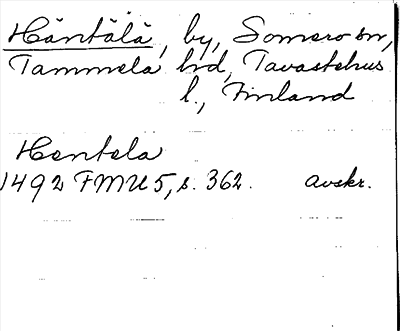 Häntälä, by, Somero sn,
Tammela hd, Tavastehus
l., Finland
Hentela
1492 FMU 5, s. 362. avskr.